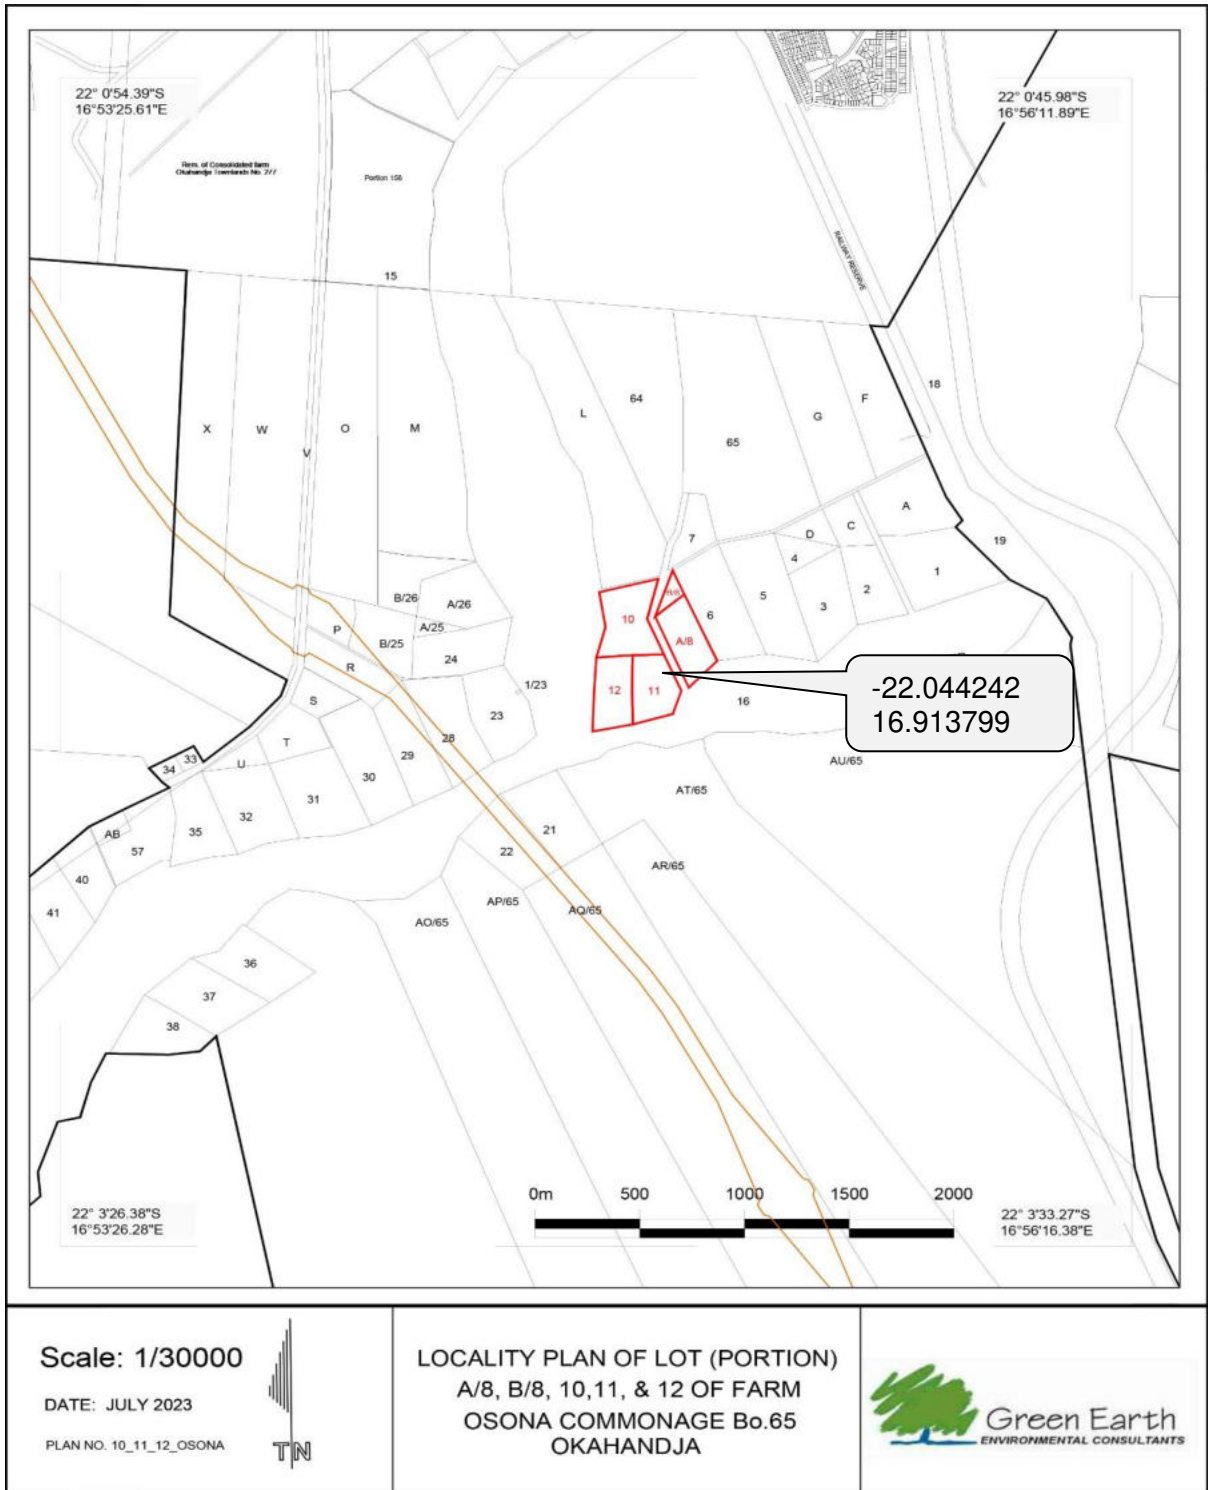 22° 0'54.39"S
16°53'25.61"E
22° 0'45.98"S
16°56'11.89"E
Rem. of Consolidated farm
Okahandja Townlands No. 277
Portion 158
RAILWAY RESERVE
15
18
64
F
L
G
X
W
O
M
65
V
A
7
D
C
19
4
1
B/26
A/26
5
2
3
10
6
P
A/25
B/25
A/8
24
R
1/23
12
11
-22.044242
16.913799
S
23
16
28
T
29
33
U
34
30
AU/65
31
AT/65
32
35
21
AB
57
22
40
AR/65
41
AP/65
AQ/65
AO/65
36
37
38
0m 500 1000 1500 2000
22° 3'26.38"S
16°53'26.28"E
22° 3'33.27"S
16°56'16.38"E
Scale: 1/30000
DATE: JULY 2023
PLAN NO. 10_11_12_OSONA
TN
LOCALITY PLAN OF LOT (PORTION)
A/8, B/8, 10,11, & 12 OF FARM
OSONA COMMONAGE Bo.65
OKAHANDJA
Green Earth
ENVIRONMENTAL CONSULTANTS